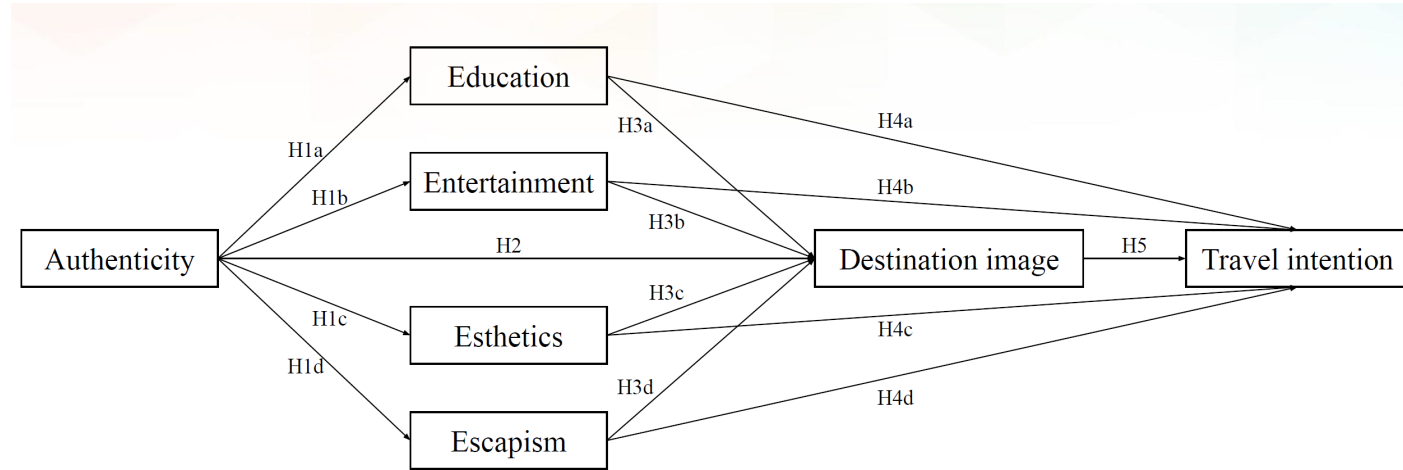 Education
H4a
H3a
H1a
Entertainment
H4b
H1b
H3b
Authenticity
H2
Destination image
H5
Travel intention
H3c
H1c
Esthetics
H4c
H1d
H3d
H4d
Escapism